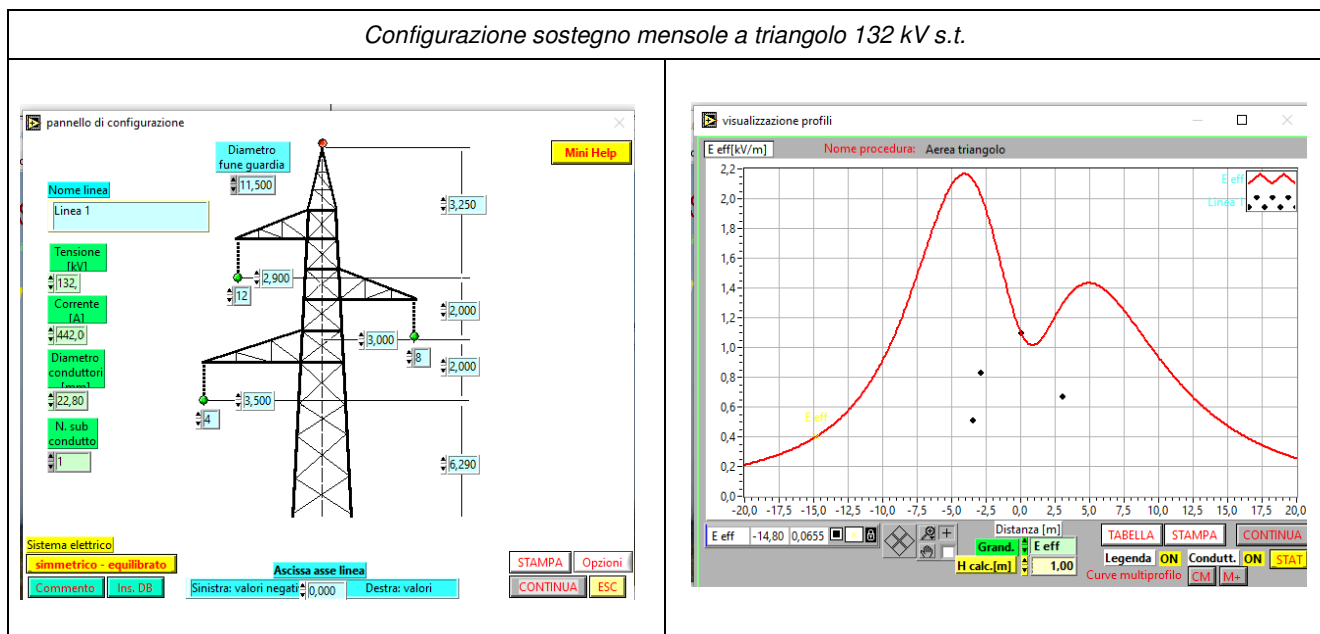 Configurazione sostegno mensole a triangolo 132 kV s.t.
pannello di configurazione
Diametro
fune guardia
11,500
Mini Help
Nome linea
Linea 1
3,250
Tensione
[kV]
132,
2,900
12
Corrente
[A]
442,0
2,000
3,000
8
Diametro
conduttori
[mm]
22,80
2,000
3,500
4
N. sub
condutto
1
6,290
Sistema elettrico
simmetrico - equilibrato
Commento
Ins. DB
Ascissa asse linea
Sinistra: valori negati
0,000
Destra: valori
STAMPA
Opzioni
CONTINUA
ESC
visualizzazione profili
E eff[kV/m]
Nome procedura: Aerea triangolo
2,2
2,0
1,8
1,6
1,4
1,2
1,0
0,8
0,6
0,4
0,2
0,0
E eff
Linea 1
E eff
-20,0 -17,5 -15,0 -12,5 -10,0 -7,5 -5,0 -2,5 0,0 2,5 5,0 7,5 10,0 12,5 15,0 17,5 20,0
Distanza [m]
E eff -14,80 0,0655
Grand. E eff
H calc.[m] 1,00
TABELLA
STAMPA
CONTINUA
Legenda ON Condutt. ON STAT
Curve multiprofilo CM M+